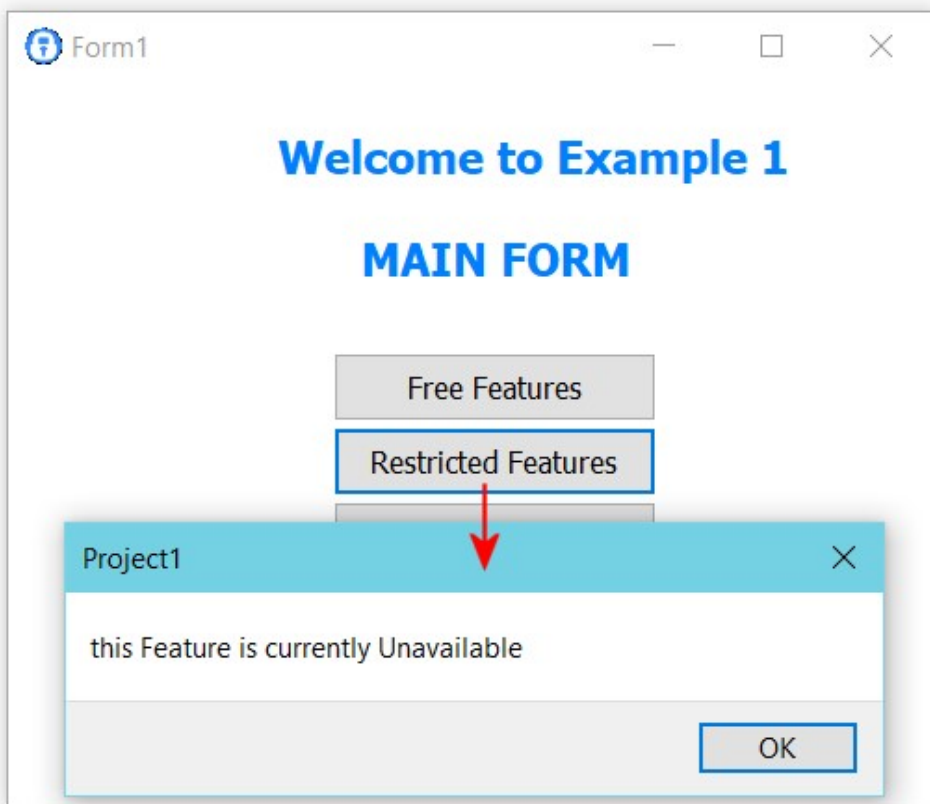 Form1
Welcome to Example 1
MAIN FORM
Free Features
Restricted Features
Project1
this Feature is currently Unavailable
OK